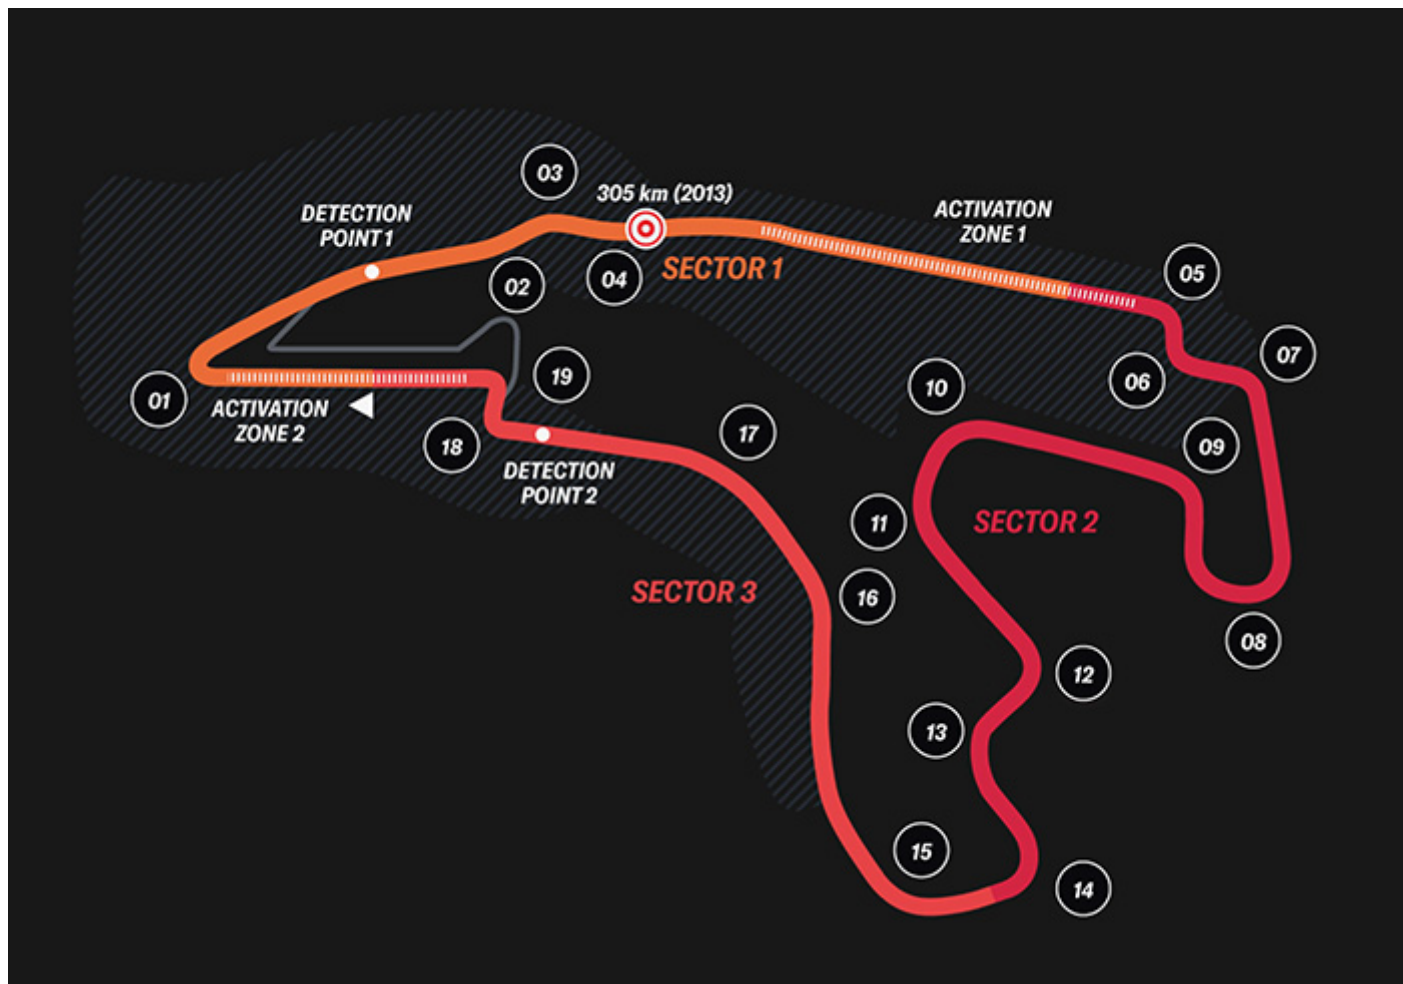 03
305 km (2013)
DETECTION
POINT 1
ACTIVATION
ZONE 1
SECTOR 1
02
04
05
07
06
10
19
01
ACTIVATION
ZONE 2
18
17
09
DETECTION
POINT 2
11
SECTOR 2
SECTOR 3
16
08
12
13
15
14